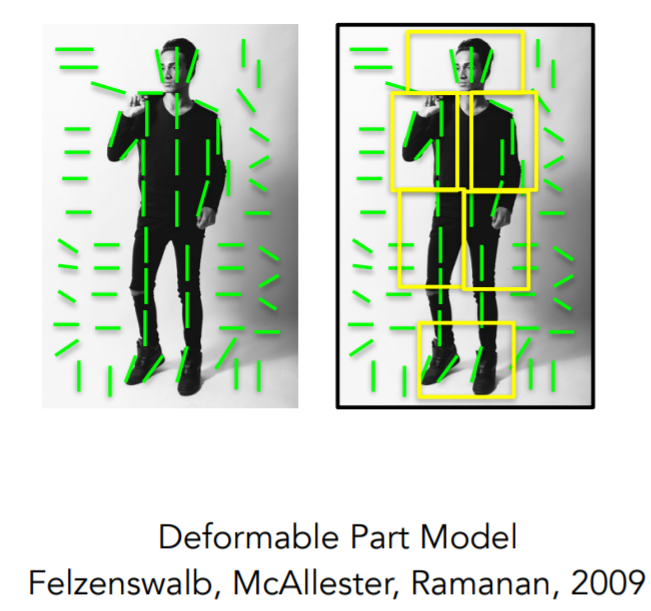 Deformable Part Model
Felzenswalb, McAllester, Ramanan, 2009